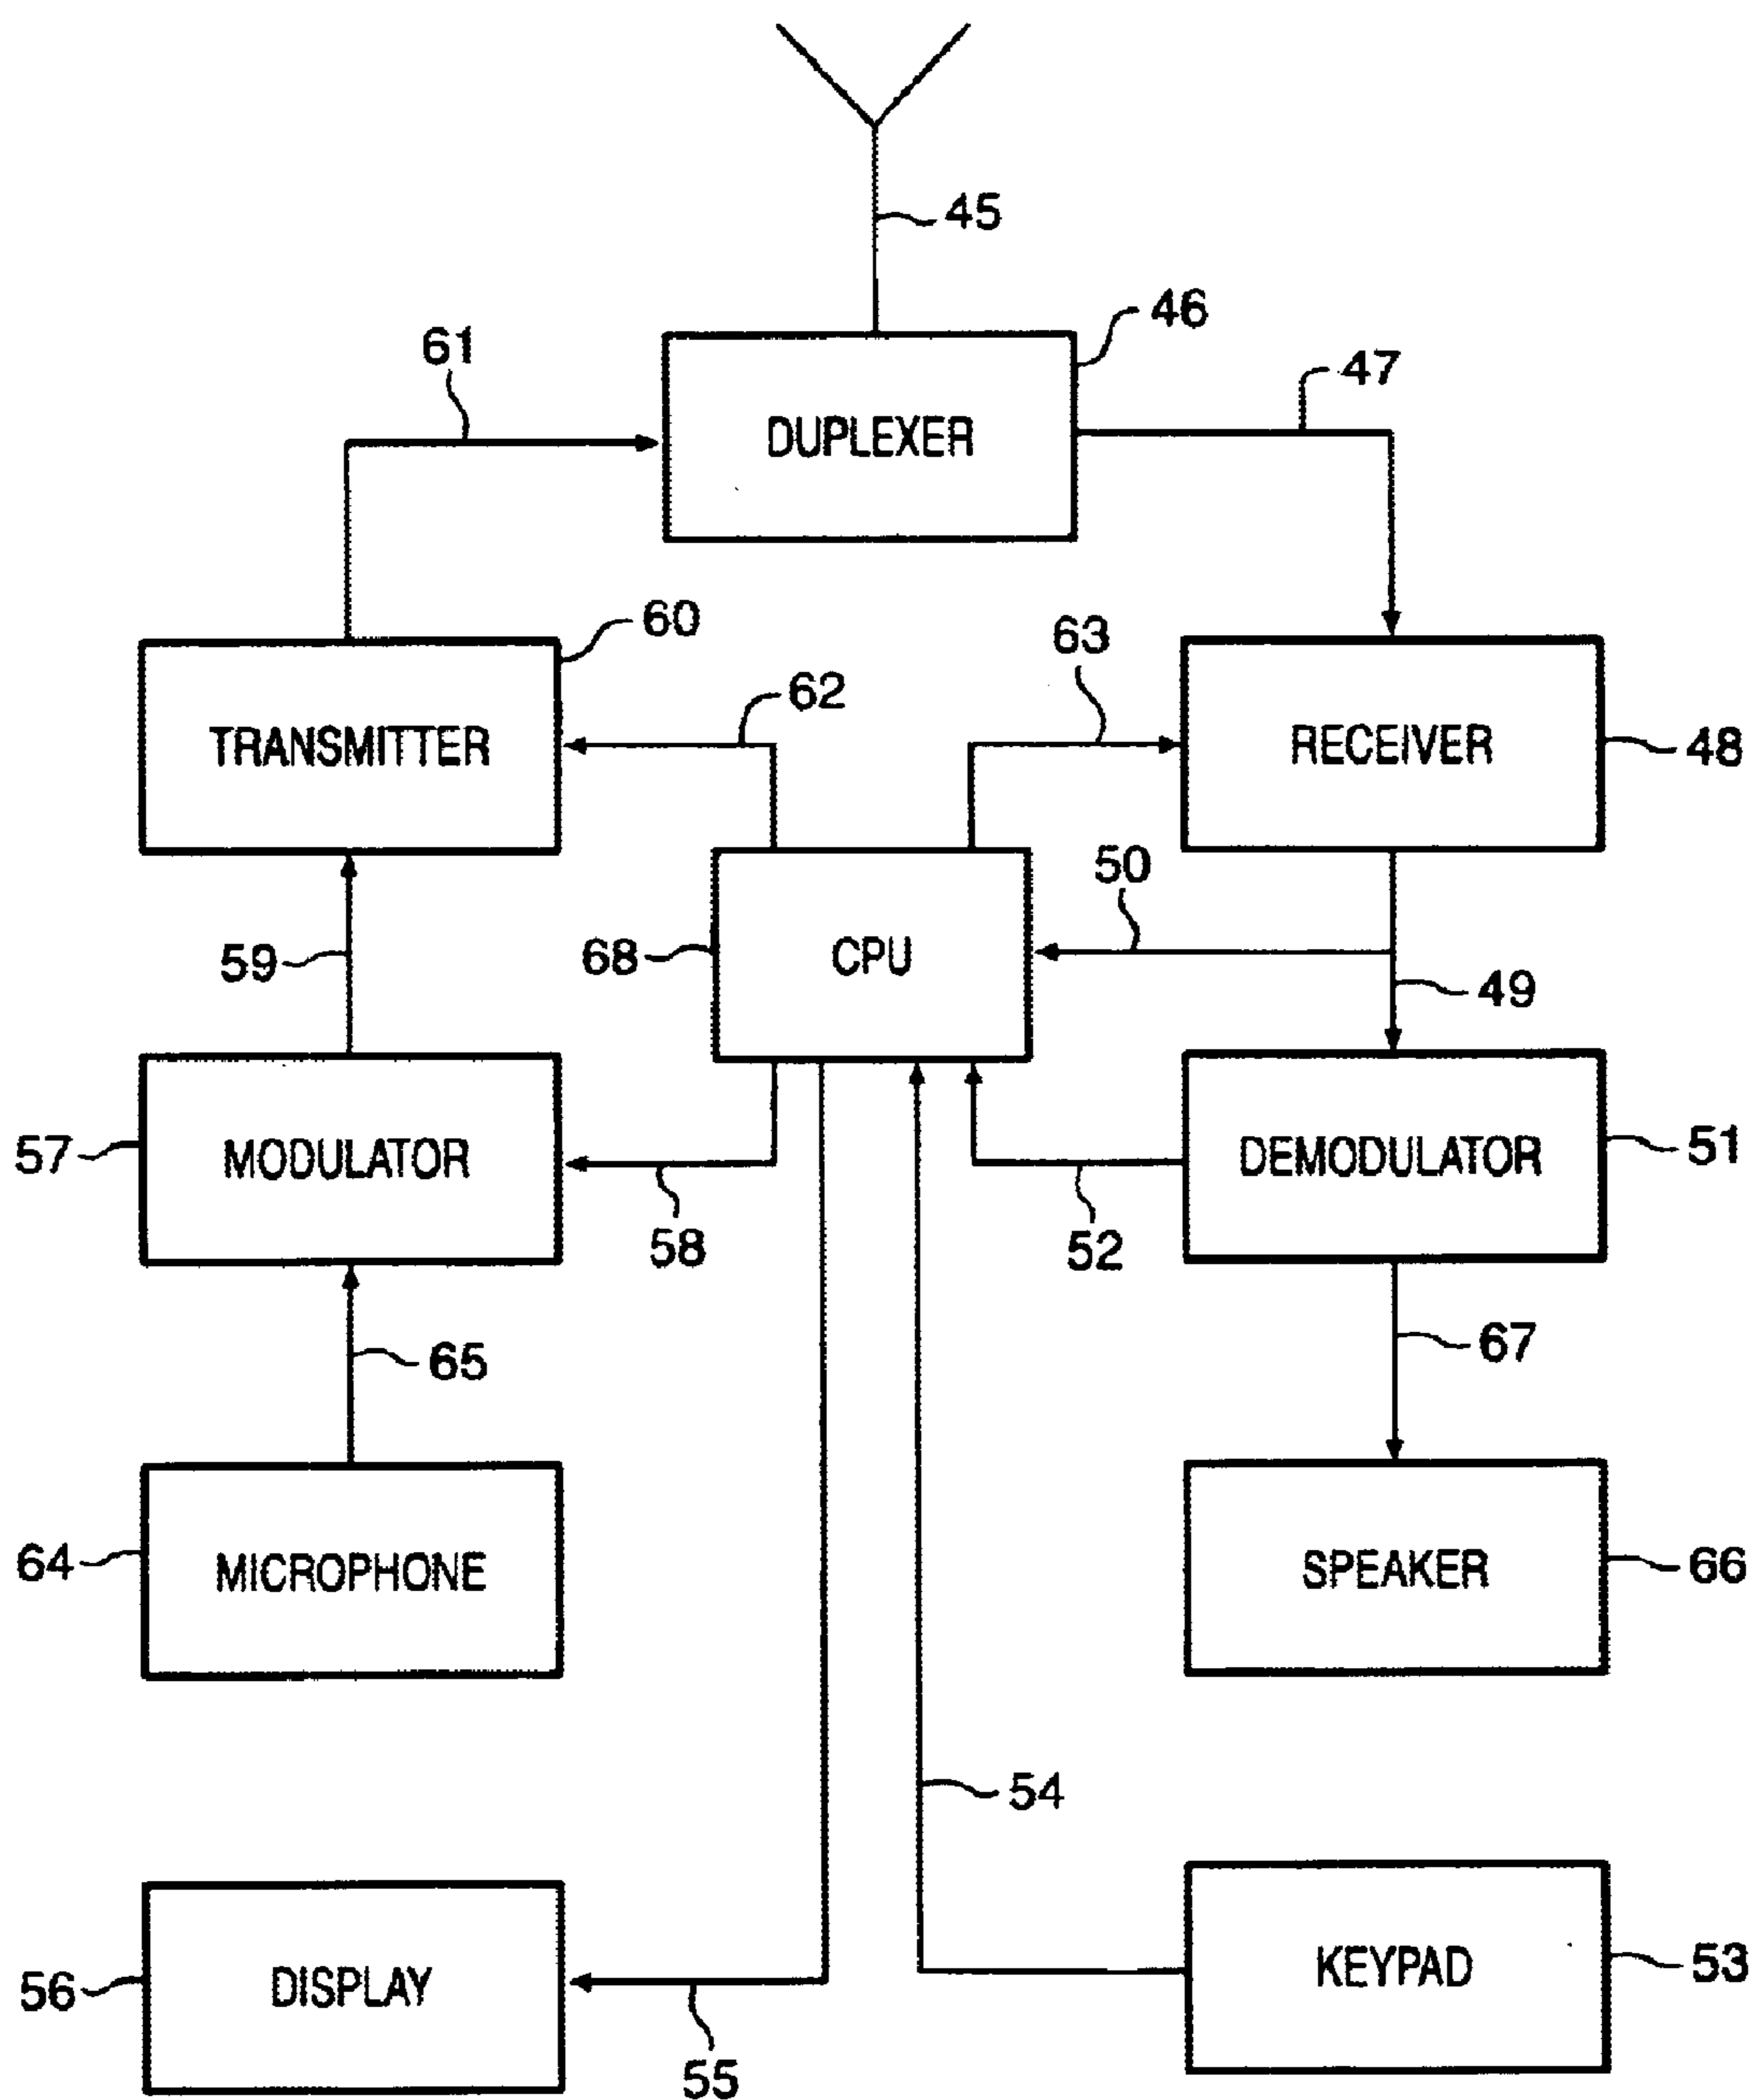 45
46
61
47
DUPLEXER
60
63
62
TRANSMITTER
RECEIVER
48
50
59
68
CPU
49
57
MODULATOR
DEMODULATOR
51
58
52
65
67
64
MICROPHONE
SPEAKER
66
54
56
DISPLAY
KEYPAD
53
55